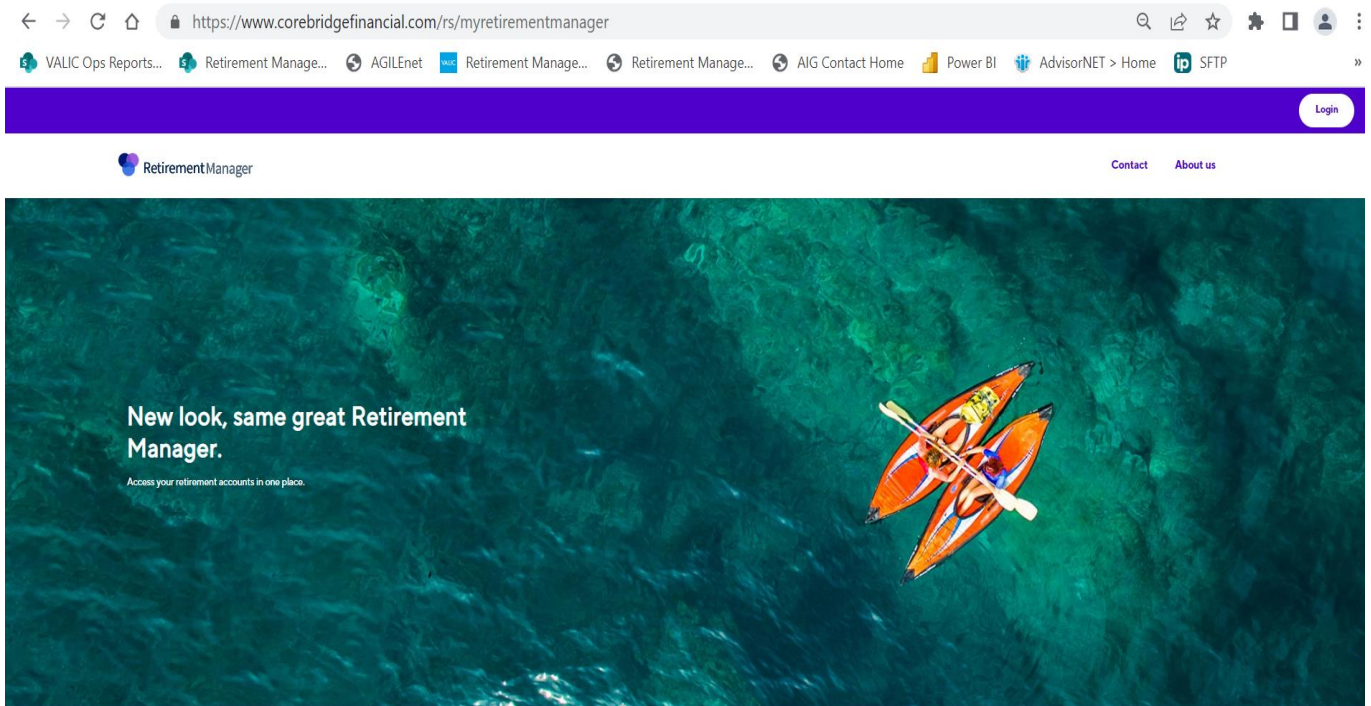 https://www.corebridgefinancial.com/rs/myretirementmanager
VALIC Ops Reports... Retirement Manage... AGILEnet VALIC Retirement Manage... Retirement Manage... AIG Contact Home Power BI AdvisorNET > Home ip SFTP »
Login
RetirementManager Contact About us
New look, same great Retirement
Manager.
Access your retirement accounts in one place.